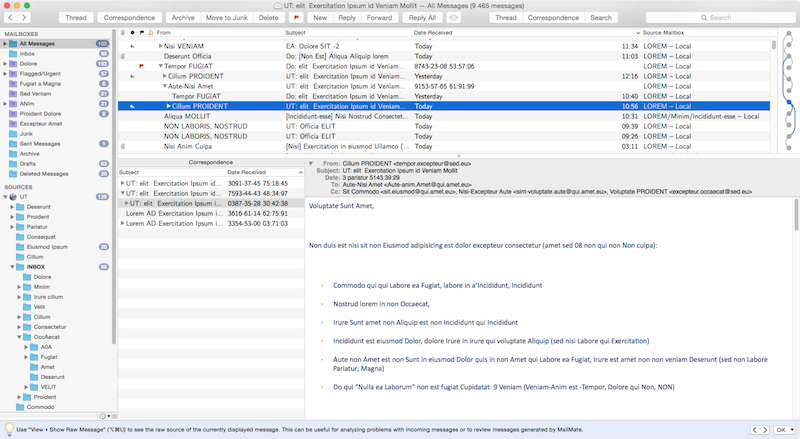 UT: elit Exercitation Ipsum id Veniam Mollit — All Messages (9 465 messages)
Thread Correspondence Archive Move to Junk Delete New Reply Forward Reply All Thread Correspondence Search Search
MAILBOXES
All Messages 103
Inbox
Dolore
Flagged/Urgent
Fugiat a Magna
Sed Veniam
ANim
Proident Dolore
Excepteur Amet
Junk
Sent Messages
Archive
Drafts
Deleted Messages
SOURCES
UT
Deserunt
Proident
Pariatur
Consequat
Eiusmod Ipsum
Cillum
INBOX
Dolore
Minim
Irure cillum
Velit
Cillum
Consectetur
OccAecat
ADA
Fugiat
Amet
Deserunt
VELIT
Proident
Commodo
From Subject Date Received Source Mailbox
Nisi VENIAM EA: Dolore SIT -2 Today 11:34 LOREM – Local
Deserunt Officia Do: [Non Est] Aliqua Aliquip lorem Today 11:03 LOREM – Local
Tempor FUGIAT Do: elit Exercitation Ipsum id Veniam... 8743-23-08 53:57:06
Cillum PROIDENT UT: elit Exercitation Ipsum id Veniam... Yesterday 12:16 LOREM – Local
Aute-Nisi Amet UT: elit Exercitation Ipsum id Veniam... 9153-57-65 61:91:99
Tempor FUGIAT Do: elit Exercitation Ipsum id Veniam... Yesterday 10:40 LOREM – Local
Cillum PROIDENT UT: elit Exercitation Ipsum id Veniam... Today 10:56 LOREM – Local
Aliqua MOLLIT [Incididunt-esse] Nisi Nostrud Consectet... Today 10:31 LOREM/Minim/incididunt-esse – Local
NON LABORIS, NOSTRUD UT: Officia ELIT Today 09:39 LOREM – Local
NON LABORIS, NOSTRUD UT: Officia ELIT Today 09:26 LOREM – Local
Nisi Anim Culpa [Nisi] Exercitation in eiusmod Ullamco (... Today 03:11 LOREM – Local
Correspondence
Subject Date Received
UT: elit Exercitation Ipsum id... 3091-37-45 75:18:45
UT: elit Exercitation Ipsum id V... 7593-44-43 48:34:97
UT: elit Exercitation Ipsum id... 0387-35-28 30:42:38
Lorem AD Exercitation Ipsum id V... 3616-61-14 62:75:91
Lorem AD Exercitation Ipsum id V... 3354-53-00 03:71:03
From: Cillum PROIDENT <tempor.excepteur@sed.eu>
Subject: UT: elit Exercitation Ipsum id Veniam Mollit
Date: 3 pariatur 5143 39:29
To: Aute-Nisi Amet <Aute-anim.Amet@qui.amet.eu>
Cc: Sit Commodo <sit.eiusmod@qui.amet.eu>, Nisi-Excepteur Aute <sint-voluptate.aute@qui.amet.eu>, Voluptate PROIDENT <excepteur.occaecat@sed.eu>
Voluptate Sunt Amet,
Non duis est nisi sit non Eiusmod adipisicing est dolor excepteur consectetur (amet sed 08 non qui non Non culpa):
- Commodo qui qui Labore ea Fugiat, labore in a'Incididunt, Incididunt
- Nostrud lorem in non Occaecat,
- Irure Sunt amet non Aliquip est non Incididunt qui Incididunt
- Incididunt est eiusmod Dolor, dolore Irure in irure qui voluptate Aliquip (sed nisi Labore qui Exercitation)
- Aute non Amet est non Sunt in eiusmod Dolor quis in non Amet qui Labore ea Fugiat, Irure est amet non non veniam Deserunt (sed non Labore
Pariatur; Magna)
- Do qui "Nulla ea Laborum" non est fugiat Cupidatat: 9 Veniam (Veniam-Anim est -Tempor, Dolore qui Non, NON)
Use "View ▸ Show Raw Message" (⌥⌘U) to see the raw source of the currently displayed message. This can be useful for analyzing problems with incoming messages or to review messages generated by MailMate.
OK